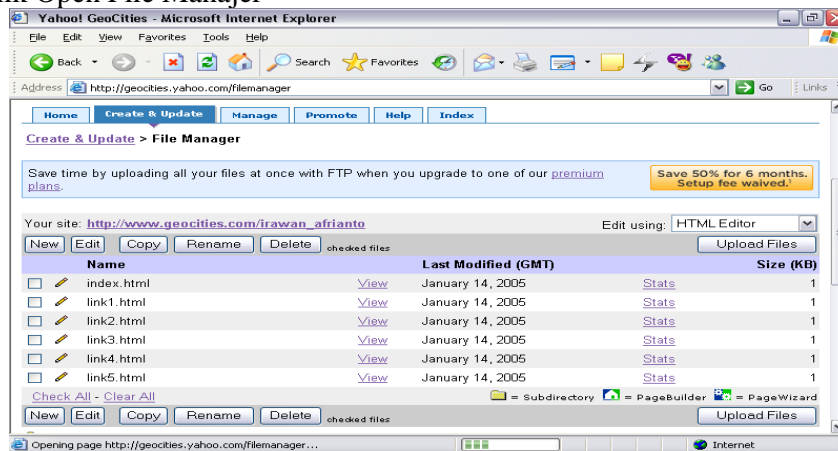 Open File Manajer
Yahoo! GeoCities - Microsoft Internet Explorer
File Edit View Favorites Tools Help
Back Search Favorites
Address http://geocities.yahoo.com/filemanager Go Links
Home Create & Update Manage Promote Help Index
Create & Update > File Manager
Save time by uploading all your files at once with FTP when you upgrade to one of our premium
plans.
Save 50% for 6 months.
Setup fee waived.¹
Your site: http://www.geocities.com/irawan_afrianto Edit using: HTML Editor
New Edit Copy Rename Delete checked files Upload Files
Name Last Modified (GMT) Size (KB)
index.html View January 14, 2005 Stats 1
link1.html View January 14, 2005 Stats 1
link2.html View January 14, 2005 Stats 1
link3.html View January 14, 2005 Stats 1
link4.html View January 14, 2005 Stats 1
link5.html View January 14, 2005 Stats 1
Check All - Clear All = Subdirectory = PageBuilder = PageWizard
New Edit Copy Rename Delete checked files Upload Files
Opening page http://geocities.yahoo.com/filemanager... Internet